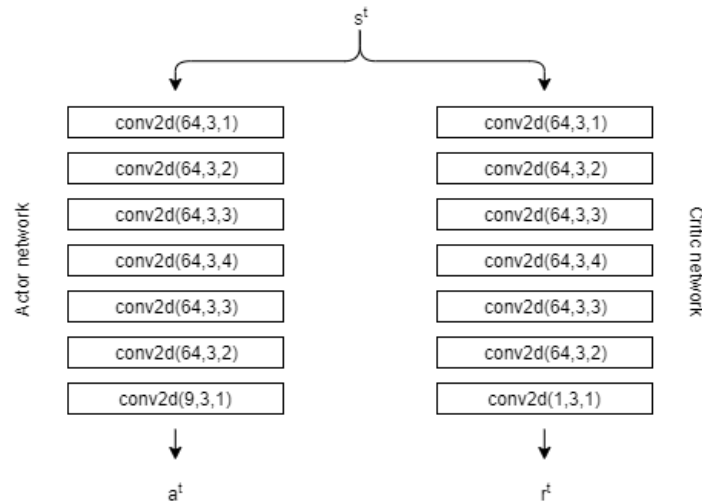 s^t
conv2d(64,3,1)
conv2d(64,3,2)
conv2d(64,3,3)
conv2d(64,3,4)
conv2d(64,3,3)
conv2d(64,3,2)
conv2d(9,3,1)
a^t
Actor network
conv2d(64,3,1)
conv2d(64,3,2)
conv2d(64,3,3)
conv2d(64,3,4)
conv2d(64,3,3)
conv2d(64,3,2)
conv2d(1,3,1)
r^t
Critic network